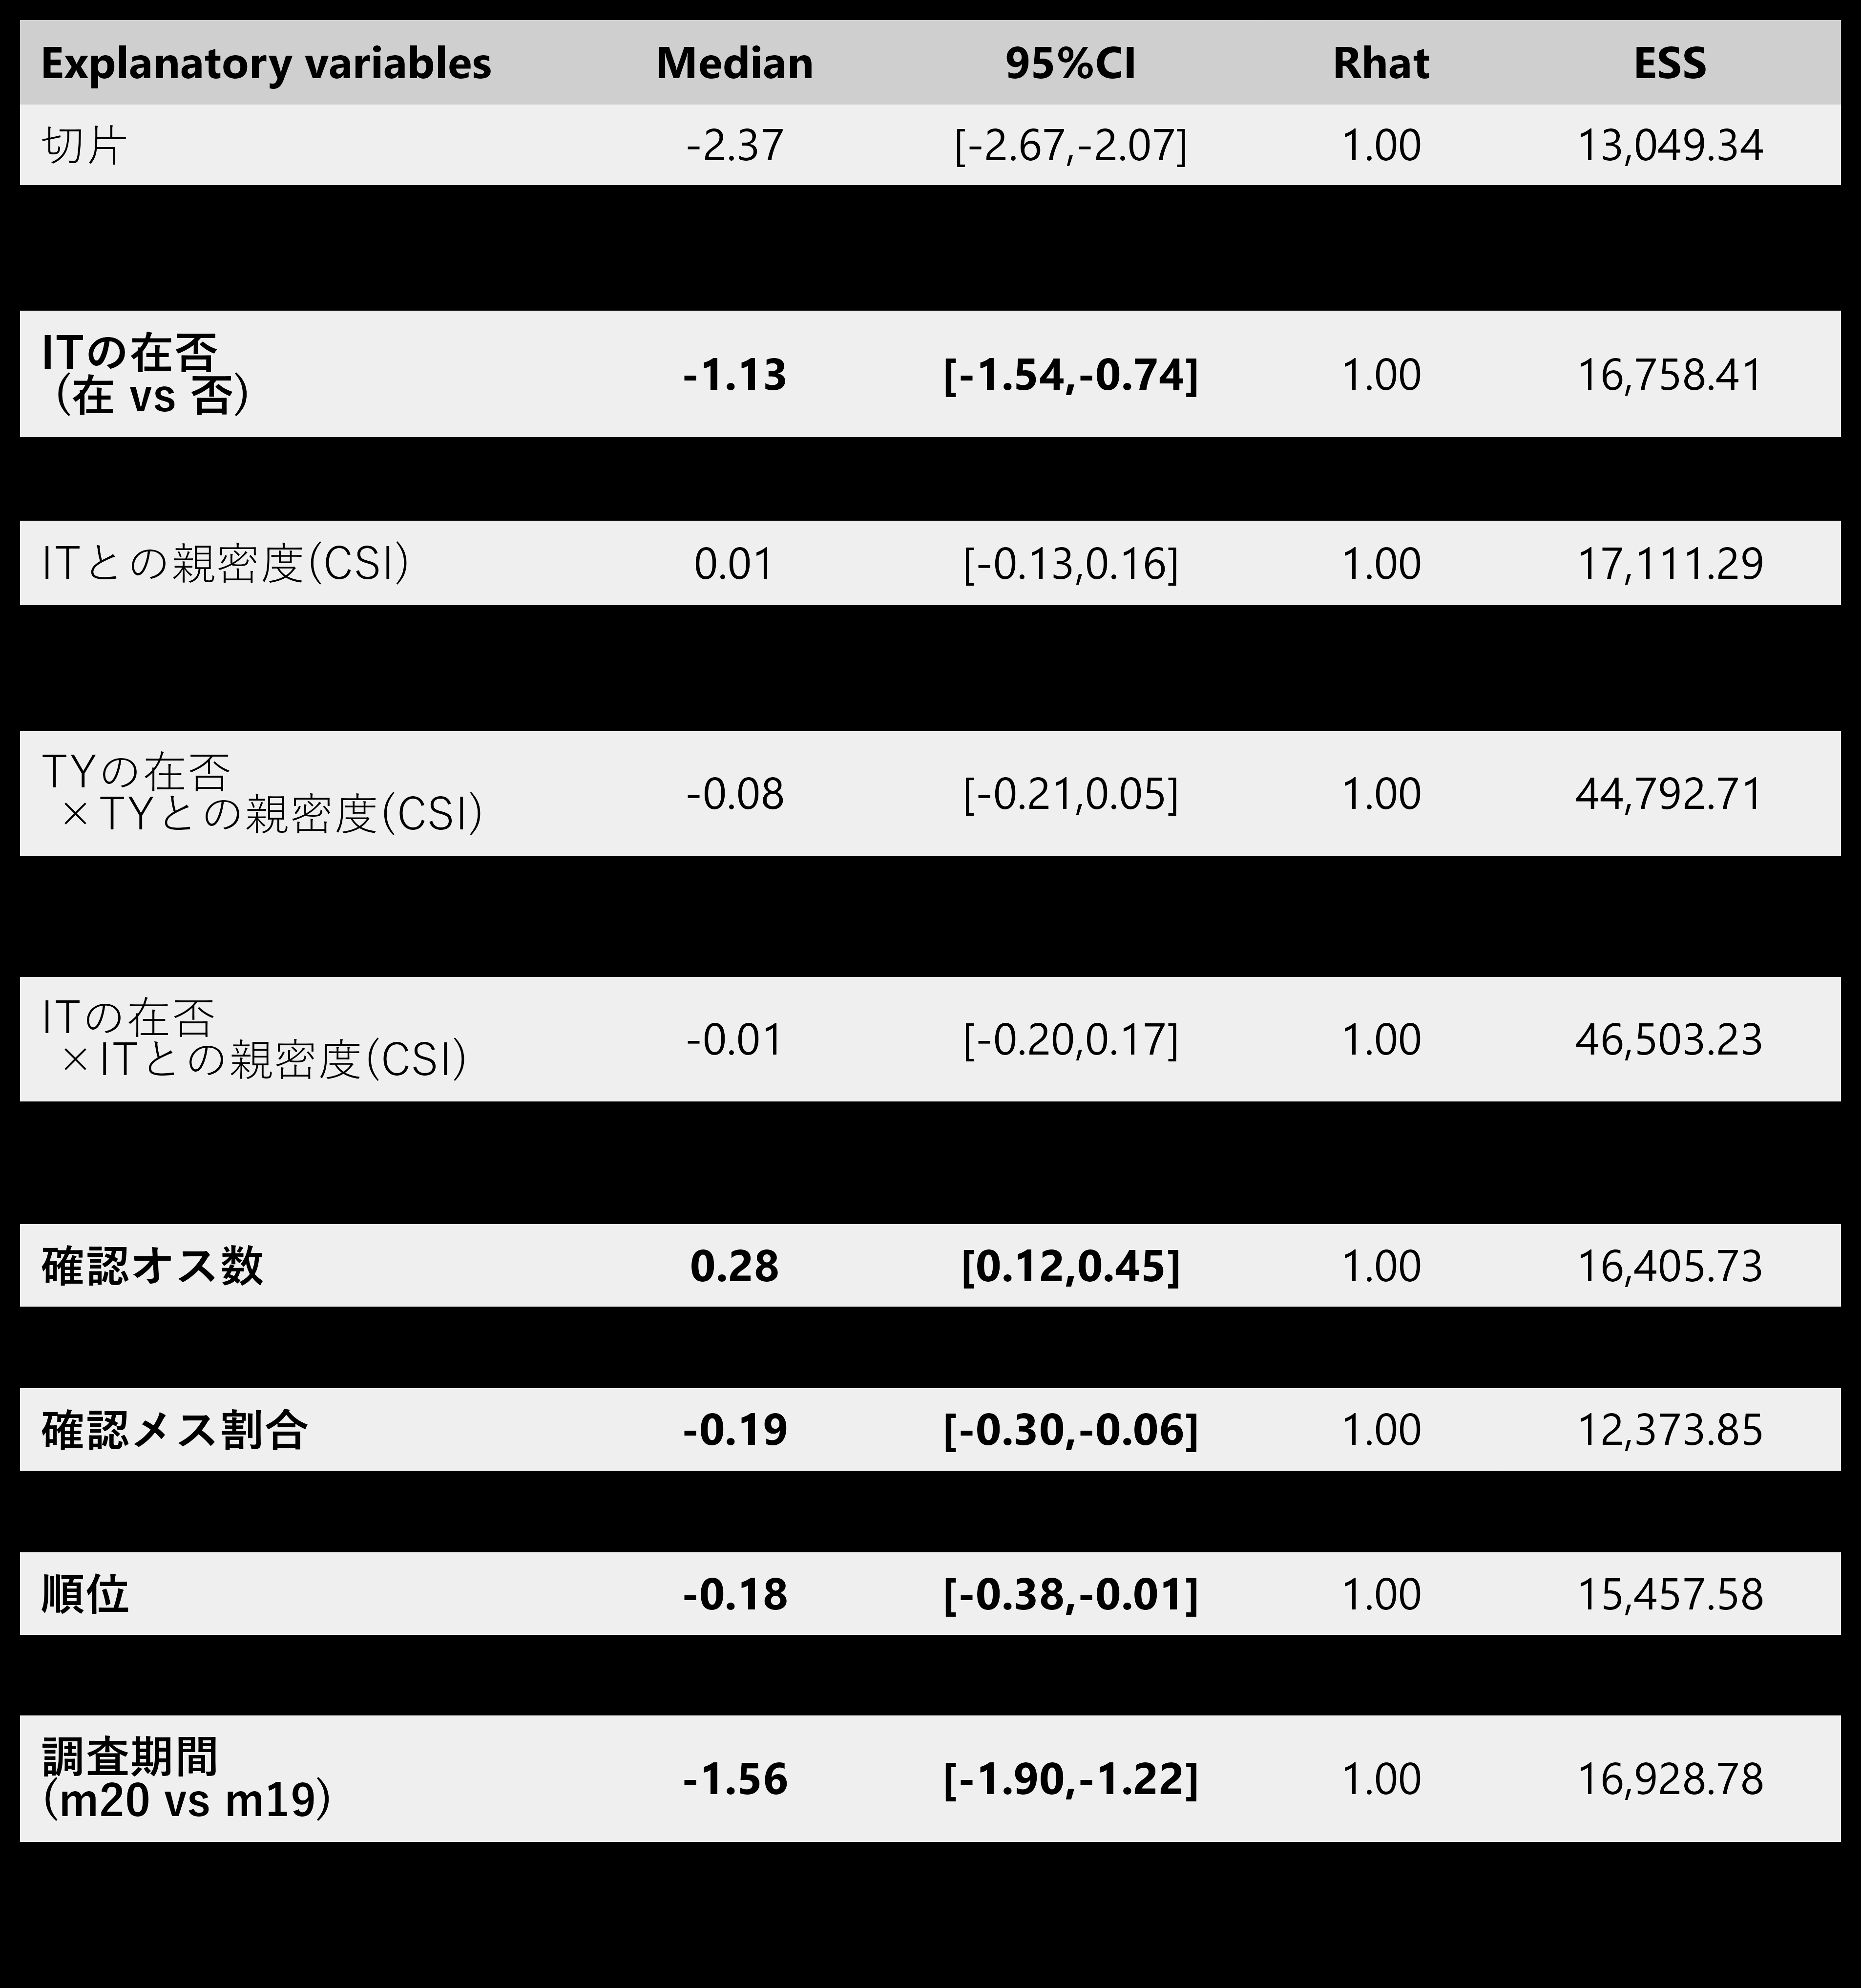 Explanatory variables Median 95%CI Rhat ESS
切片 -2.37 [-2.67,-2.07] 1.00 13,049.34
ITの在否
(在 vs 否) -1.13 [-1.54,-0.74] 1.00 16,758.41
ITとの親密度(CSI) 0.01 [-0.13,0.16] 1.00 17,111.29
TYの在否
×TYとの親密度(CSI) -0.08 [-0.21,0.05] 1.00 44,792.71
ITの在否
×ITとの親密度(CSI) -0.01 [-0.20,0.17] 1.00 46,503.23
確認オス数 0.28 [0.12,0.45] 1.00 16,405.73
確認メス割合 -0.19 [-0.30,-0.06] 1.00 12,373.85
順位 -0.18 [-0.38,-0.01] 1.00 15,457.58
調査期間
(m20 vs m19) -1.56 [-1.90,-1.22] 1.00 16,928.78